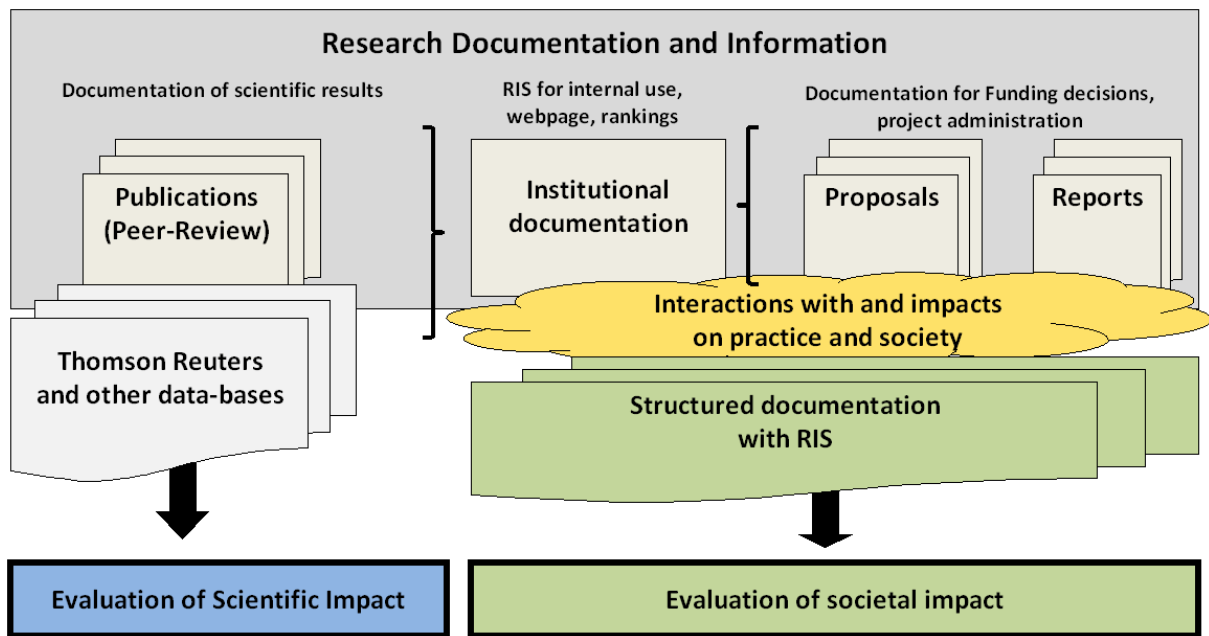 Research Documentation and Information
Documentation of scientific results
RIS for internal use,
webpage, rankings
Documentation for Funding decisions,
project administration
Publications
(Peer-Review)
Institutional
documentation
Proposals
Reports
Interactions with and impacts
on practice and society
Thomson Reuters
and other data-bases
Structured documentation
with RIS
Evaluation of Scientific Impact
Evaluation of societal impact